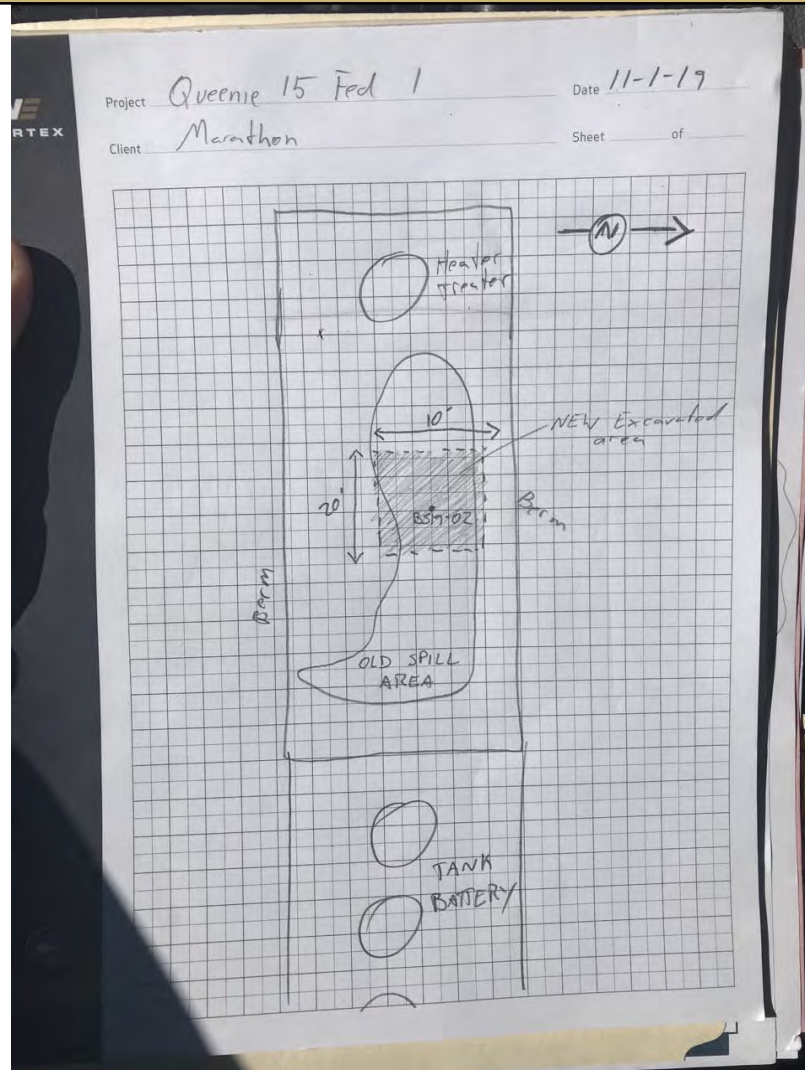 RTEX
Project Queenie 15 Fed 1
Date 11-1-19
Client Marathon
Sheet of
N
Heater
Treater
10'
NEW Excavated
area
20'
BS19-02
Berm
Berm
OLD SPILL
AREA
TANK
BATTERY